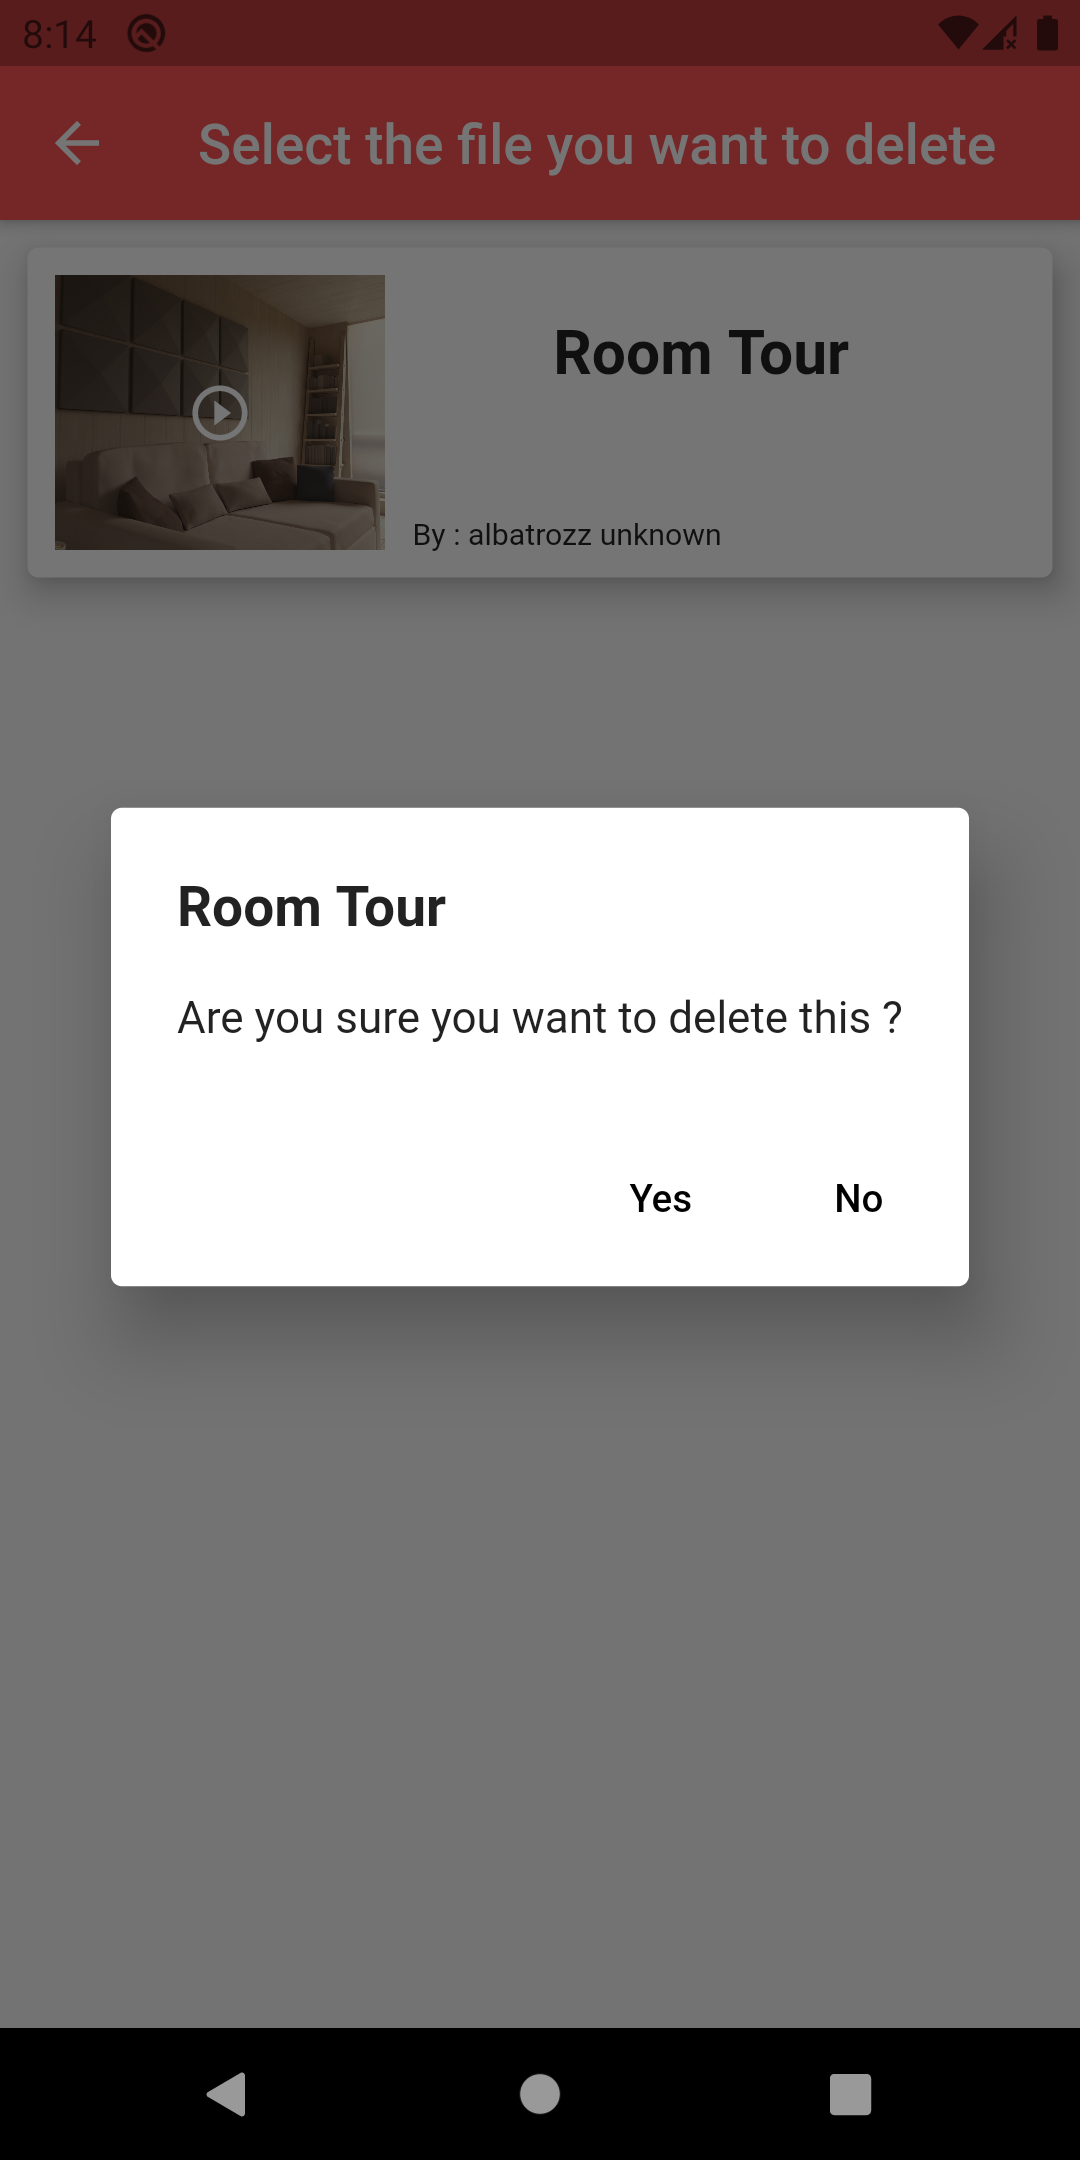 8:14
Select the file you want to delete
Room Tour
By : albatrozz unknown
Room Tour
Are you sure you want to delete this ?
Yes No